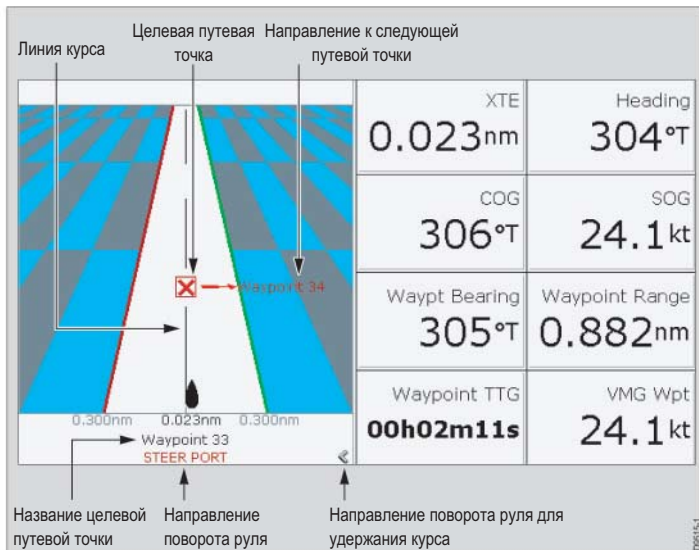 Целевая путевая точка
Направление к следующей путевой точки
Линия курса
XTE
0.023nm
Heading
304°T
COG
306°T
SOG
24.1kt
Waypoint 34
Waypt Bearing
305°T
Waypoint Range
0.882nm
Waypoint TTG
00h02m11s
VMG Wpt
24.1kt
0.300nm 0.023nm 0.300nm
Waypoint 33
STEER PORT
Название целевой путевой точки
Направление поворота руля
Направление поворота руля для удержания курса